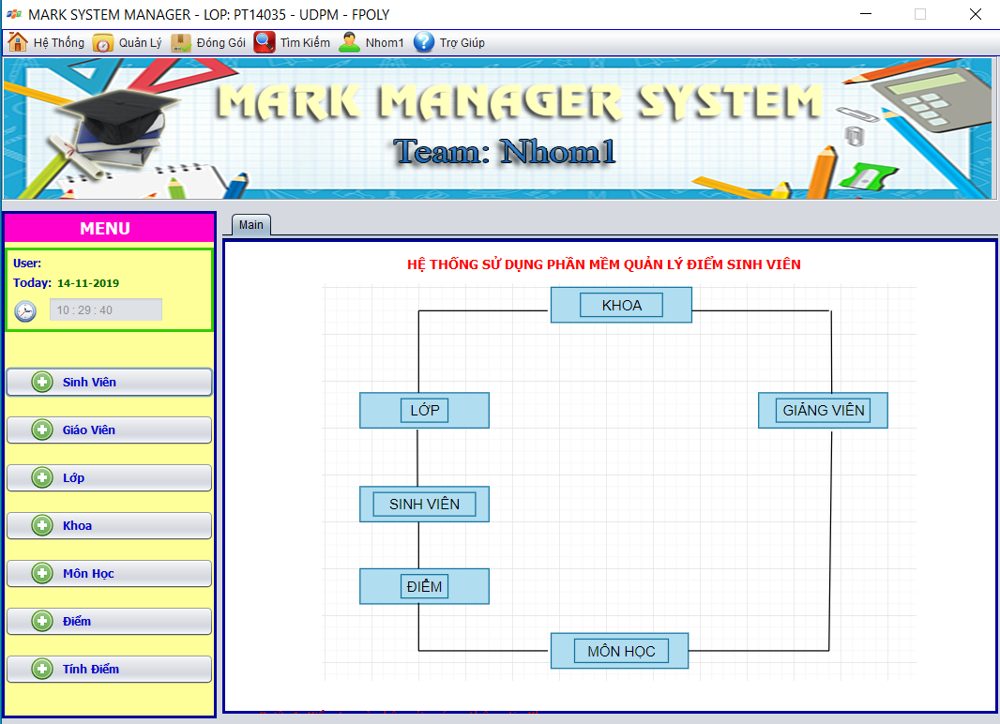 MARK SYSTEM MANAGER - LOP: PT14035 - UDPM - FPOLY
Hệ Thống Quản Lý Đóng Gói Tìm Kiếm Nhom1 Trợ Giúp
MARK MANAGER SYSTEM
Team: Nhom1
MENU
User:
Today: 14-11-2019
10 : 29 : 40
Sinh Viên
Giáo Viên
Lớp
Khoa
Môn Học
Điểm
Tính Điểm
Main
HỆ THỐNG SỬ DỤNG PHẦN MỀM QUẢN LÝ ĐIỂM SINH VIÊN
KHOA
LỚP
GIẢNG VIÊN
SINH VIÊN
ĐIỂM
MÔN HỌC